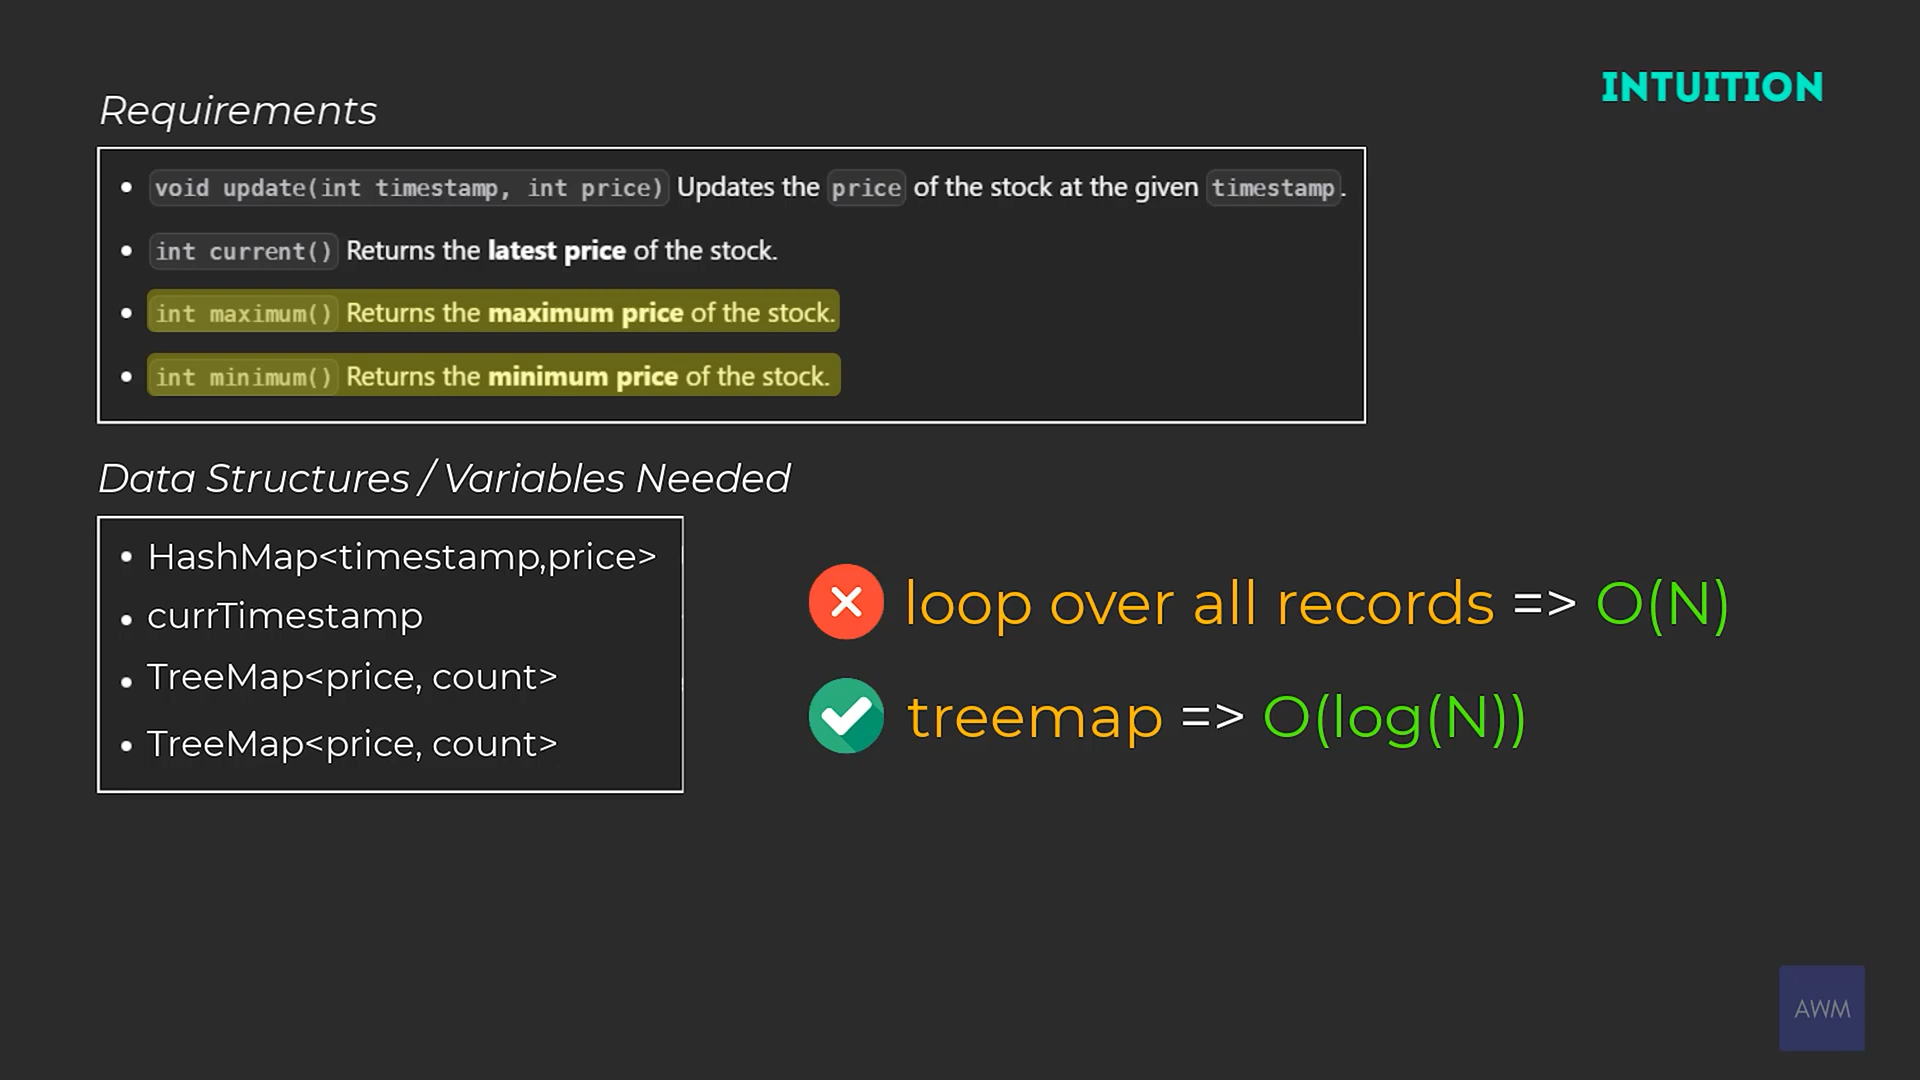 INTUITION
Requirements
• void update(int timestamp, int price) Updates the price of the stock at the given timestamp.
• int current() Returns the latest price of the stock.
• int maximum() Returns the maximum price of the stock.
• int minimum() Returns the minimum price of the stock.
Data Structures / Variables Needed
• HashMap<timestamp,price>
• currTimestamp
• TreeMap<price, count>
• TreeMap<price, count>
loop over all records => O(N)
treemap => O(log(N))
AWM